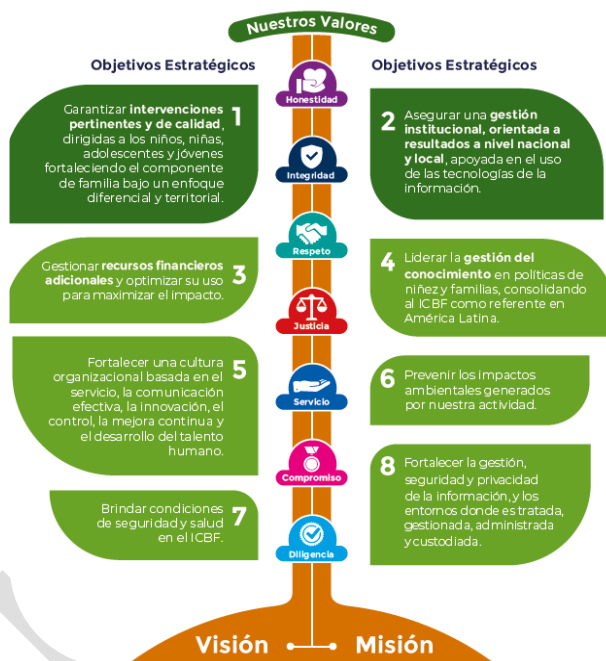 Nuestros Valores
Objetivos Estratégicos
Objetivos Estratégicos
Honestidad
1
Garantizar intervenciones
pertinentes y de calidad,
dirigidas a los niños, niñas,
adolescentes y jóvenes
fortaleciendo el componente
de familia bajo un enfoque
diferencial y territorial.
2
Asegurar una gestión
institucional, orientada a
resultados a nivel nacional
y local, apoyada en el uso
de las tecnologías de la
información.
Integridad
Respeto
3
Gestionar recursos financieros
adicionales y optimizar su uso
para maximizar el impacto.
4
Liderar la gestión del
conocimiento en políticas de
niñez y familias, consolidando
al ICBF como referente en
América Latina.
Justicia
5
Fortalecer una cultura
organizacional basada en el
servicio, la comunicación
efectiva, la innovación, el
control, la mejora continua y
el desarrollo del talento
humano.
Servicio
6
Prevenir los impactos
ambientales generados
por nuestra actividad.
Compromiso
7
Brindar condiciones
de seguridad y salud
en el ICBF.
8
Fortalecer la gestión,
seguridad y privacidad
de la información, y los
entornos donde es tratada,
gestionada, administrada
y custodiada.
Diligencia
Visión
Misión